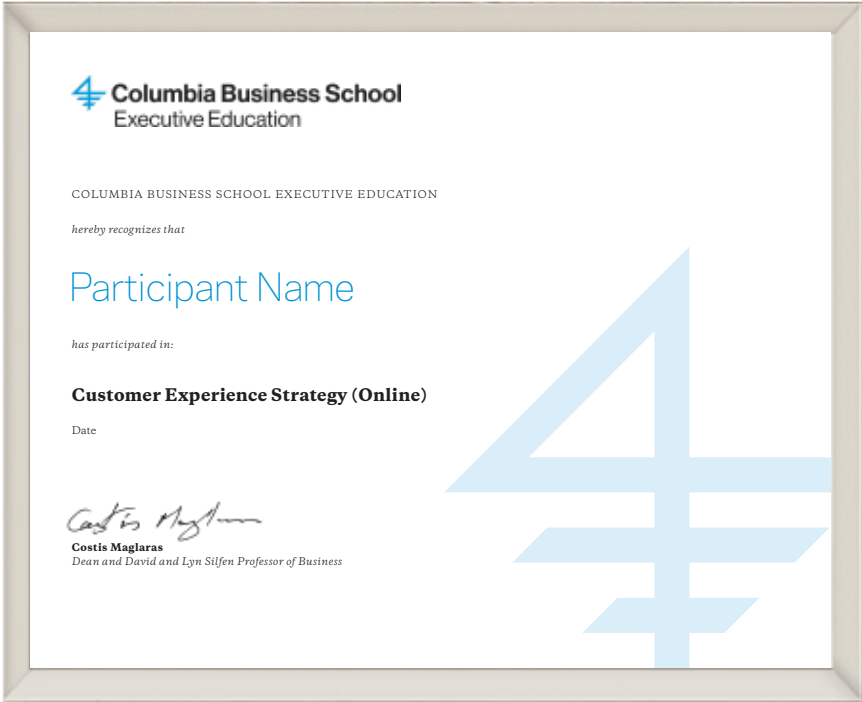 Columbia Business School
Executive Education
COLUMBIA BUSINESS SCHOOL EXECUTIVE EDUCATION
hereby recognizes that
Participant Name
has participated in:
Customer Experience Strategy (Online)
Date
Costis Maglaras
Costis Maglaras
Dean and David and Lyn Silfen Professor of Business